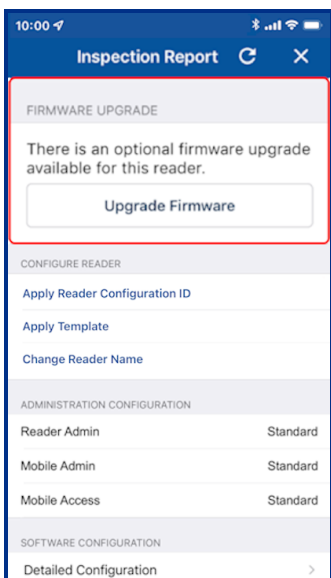 10:00
Inspection Report
FIRMWARE UPGRADE
There is an optional firmware upgrade
available for this reader.
Upgrade Firmware
CONFIGURE READER
Apply Reader Configuration ID
Apply Template
Change Reader Name
ADMINISTRATION CONFIGURATION
Reader Admin Standard
Mobile Admin Standard
Mobile Access Standard
SOFTWARE CONFIGURATION
Detailed Configuration